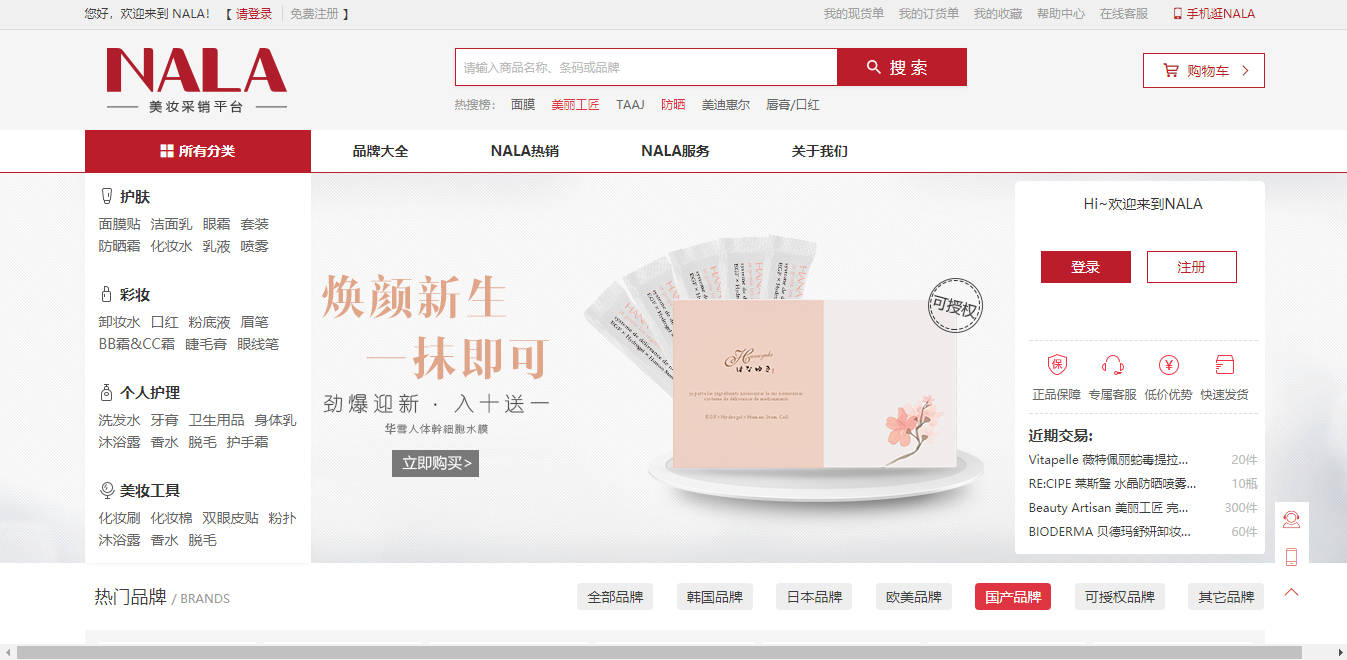 您好，欢迎来到 NALA！ 【 请登录 免费注册 】
我的现货单 我的订货单 我的收藏 帮助中心 在线客服 手机逛NALA
NALA
美妆采销平台
请输入商品名称、条码或品牌
搜 索
购物车
热搜榜： 面膜 美丽工匠 TAAJ 防晒 美迪惠尔 唇膏/口红
所有分类 品牌大全 NALA热销 NALA服务 关于我们
护肤
面膜贴 洁面乳 眼霜 套装
防晒霜 化妆水 乳液 喷雾
彩妆
卸妆水 口红 粉底液 眉笔
BB霜&CC霜 睫毛膏 眼线笔
个人护理
洗发水 牙膏 卫生用品 身体乳
沐浴露 香水 脱毛 护手霜
美妆工具
化妆刷 化妆棉 双眼皮贴 粉扑
沐浴露 香水 脱毛
焕颜新生
一抹即可
劲爆迎新 · 入十送一
华雪人体幹細胞水膜
立即购买>
はなゆき
EGF×Hydrogel×Human Stem Cell
可授权
Hi~欢迎来到NALA
登录 注册
保
¥
正品保障 专属客服 低价优势 快速发货
近期交易:
Vitapelle 薇特佩丽蛇毒提拉... 20件
RE:CIPE 莱斯璧 水晶防晒喷雾... 10瓶
Beauty Artisan 美丽工匠 完... 300件
BIODERMA 贝德玛舒妍卸妆... 60件
热门品牌 / BRANDS
全部品牌 韩国品牌 日本品牌 欧美品牌 国产品牌 可授权品牌 其它品牌